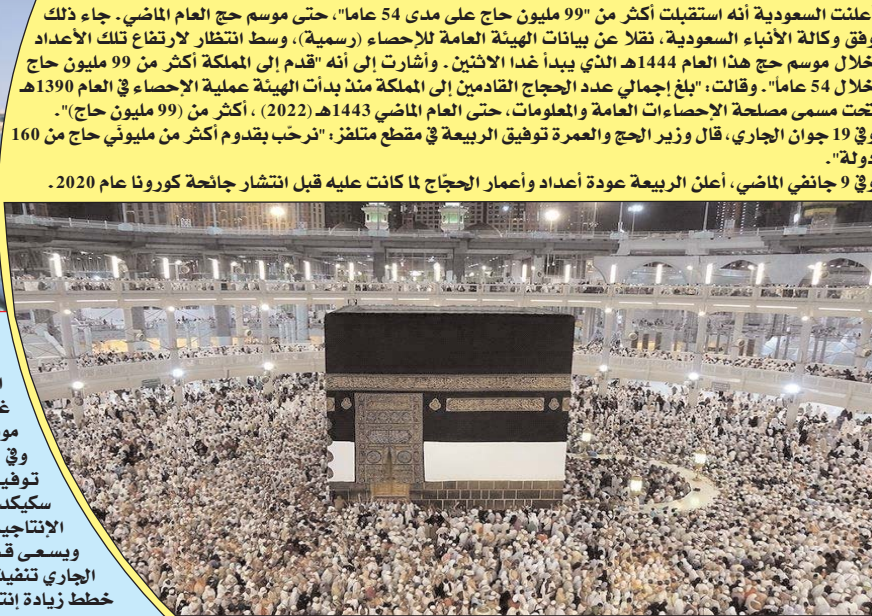 علنت السعودية أنه استقبلت أكثر من "99 مليون حاج على مدى 54 عاما"، حتى موسم حج العام الماضي. جاء ذلك
وفق وكالة الأنباء السعودية، نقلا عن بيانات الهيئة العامة للإحصاء (رسمية)، وسط انتظار لارتفاع تلك الأعداد
خلال موسم حج هذا العام 1444هـ الذي يبدأ غدا الاثنين. وأشارت إلى أنه "قدم إلى المملكة أكثر من 99 مليون حاج
خلال 54 عاماً". وقالت: "بلغ إجمالي عدد الحجاج القادمين إلى المملكة منذ بدأت الهيئة عملية الإحصاء في العام 1390هـ
تحت مسمى مصلحة الإحصاءات العامة والمعلومات، حتى العام الماضي 1443هـ (2022) ، أكثر من (99 مليون حاج)".
وفي 19 جوان الجاري، قال وزير الحج والعمرة توفيق الربيعة في مقطع متلفز: "نرحّب بقدوم أكثر من مليونَي حاج من 160
دولة".
وفي 9 جانفي الماضي، أعلن الربيعة عودة أعداد وأعمار الحجّاج لما كانت عليه قبل انتشار جائحة كورونا عام 2020.
وفي
توفي
سكيكد
الإنتاجي
ويسعى ق
الجاري تنفيذ
خطط زيادة إنت